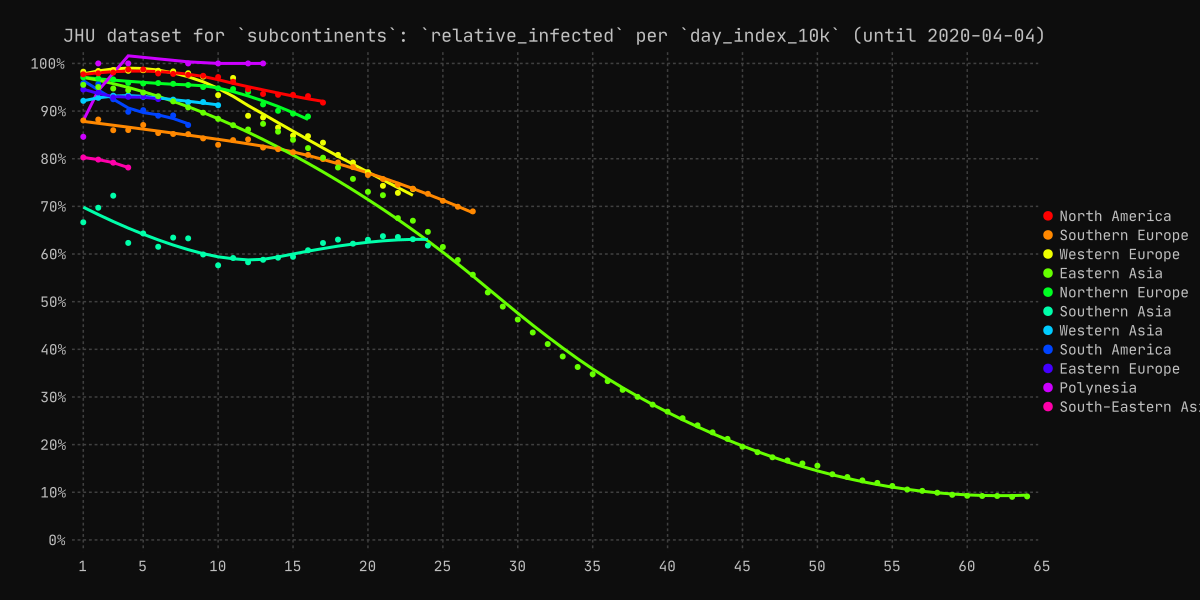 JHU dataset for `subcontinents`: `relative_infected` per `day_index_10k` (until 2020-04-04)
100%
90%
80%
70%
60%
50%
40%
30%
20%
10%
0%
1 5 10 15 20 25 30 35 40 45 50 55 60 65
North America
Southern Europe
Western Europe
Eastern Asia
Northern Europe
Southern Asia
Western Asia
South America
Eastern Europe
Polynesia
South-Eastern As